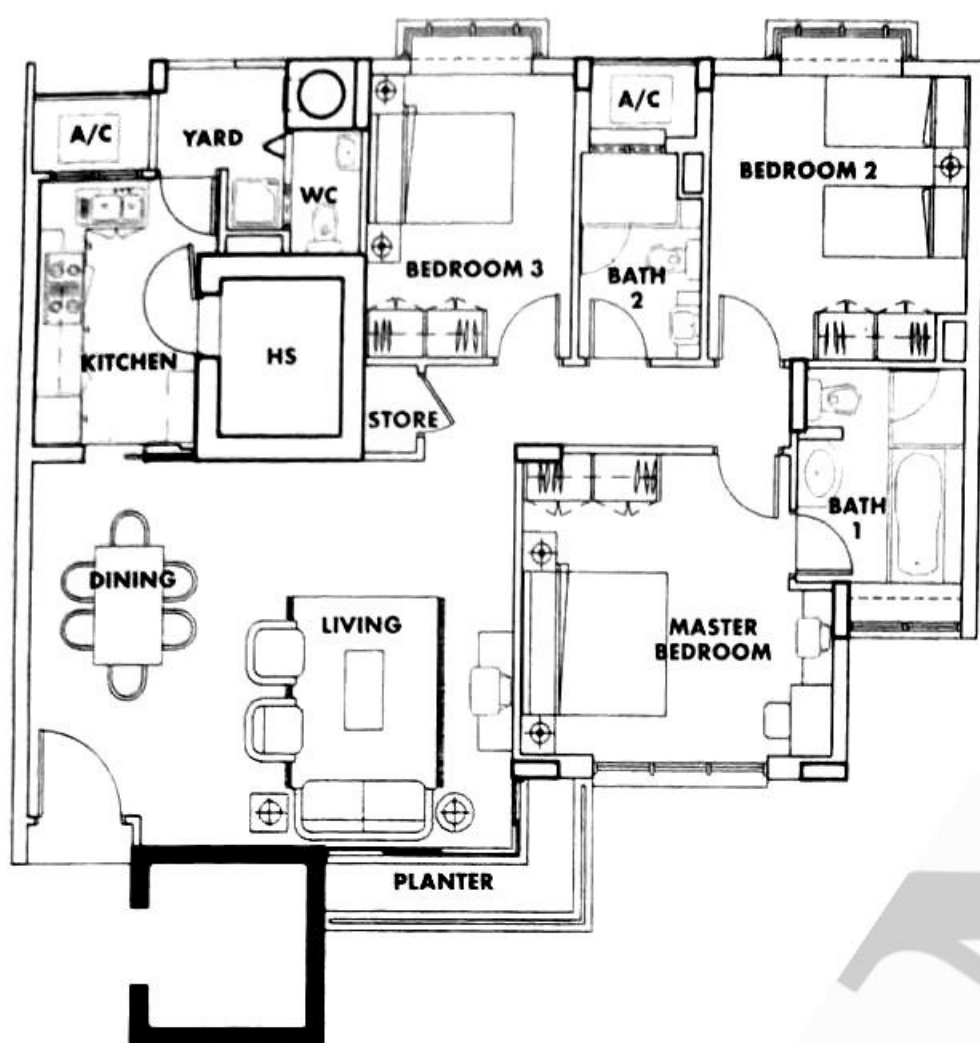 A/C
YARD
WC
A/C
BEDROOM 2
BEDROOM 3
BATH
2
KITCHEN
HS
STORE
BATH
1
DINING
LIVING
MASTER
BEDROOM
PLANTER